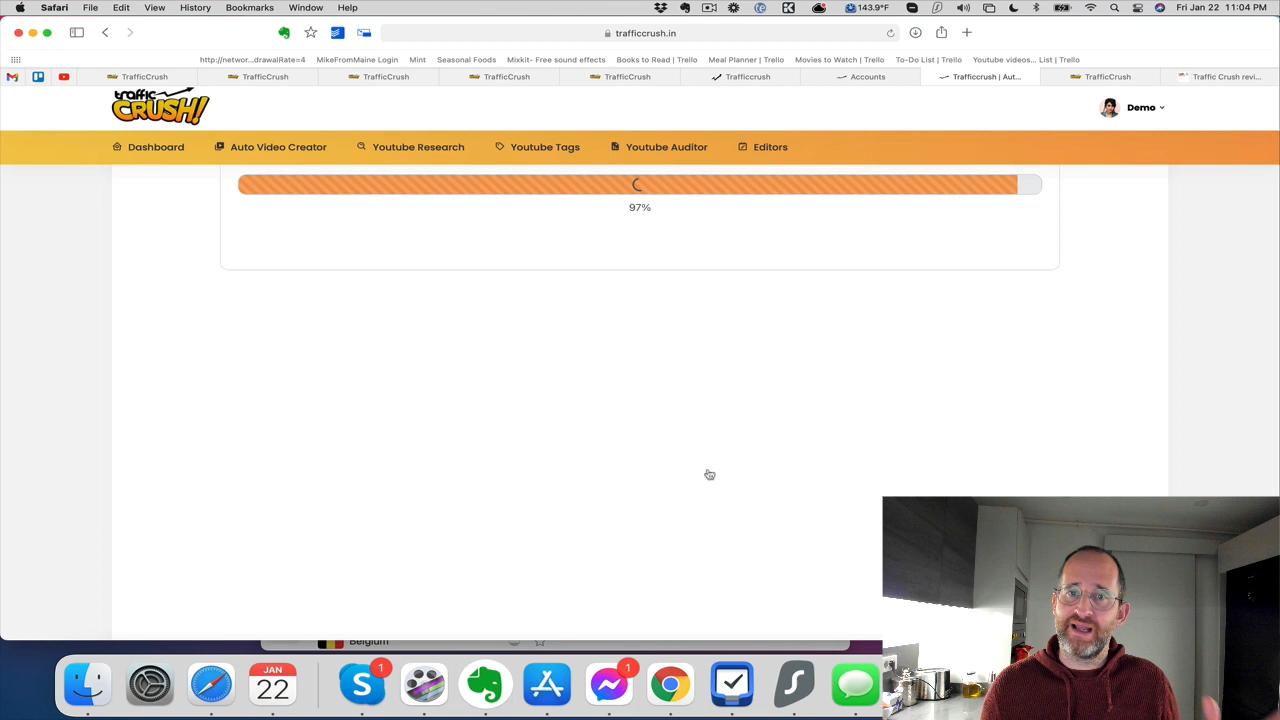 Safari File Edit View History Bookmarks Window Help 143.9°F Fri Jan 22 11:04 PM
trafficcrush.in
http://networ...drawalRate=4 MikeFromMaine Login Mint Seasonal Foods Mixkit- Free sound effects Books to Read | Trello Meal Planner | Trello Movies to Watch | Trello To-Do List | Trello Youtube videos... List | Trello
TrafficCrush TrafficCrush TrafficCrush TrafficCrush TrafficCrush Trafficcrush Accounts Trafficcrush | Aut... TrafficCrush Traffic Crush revi...
traffic
CRUSH!
Demo
Dashboard Auto Video Creator Youtube Research Youtube Tags Youtube Auditor Editors
97%
Belgium
JAN
22
1
1